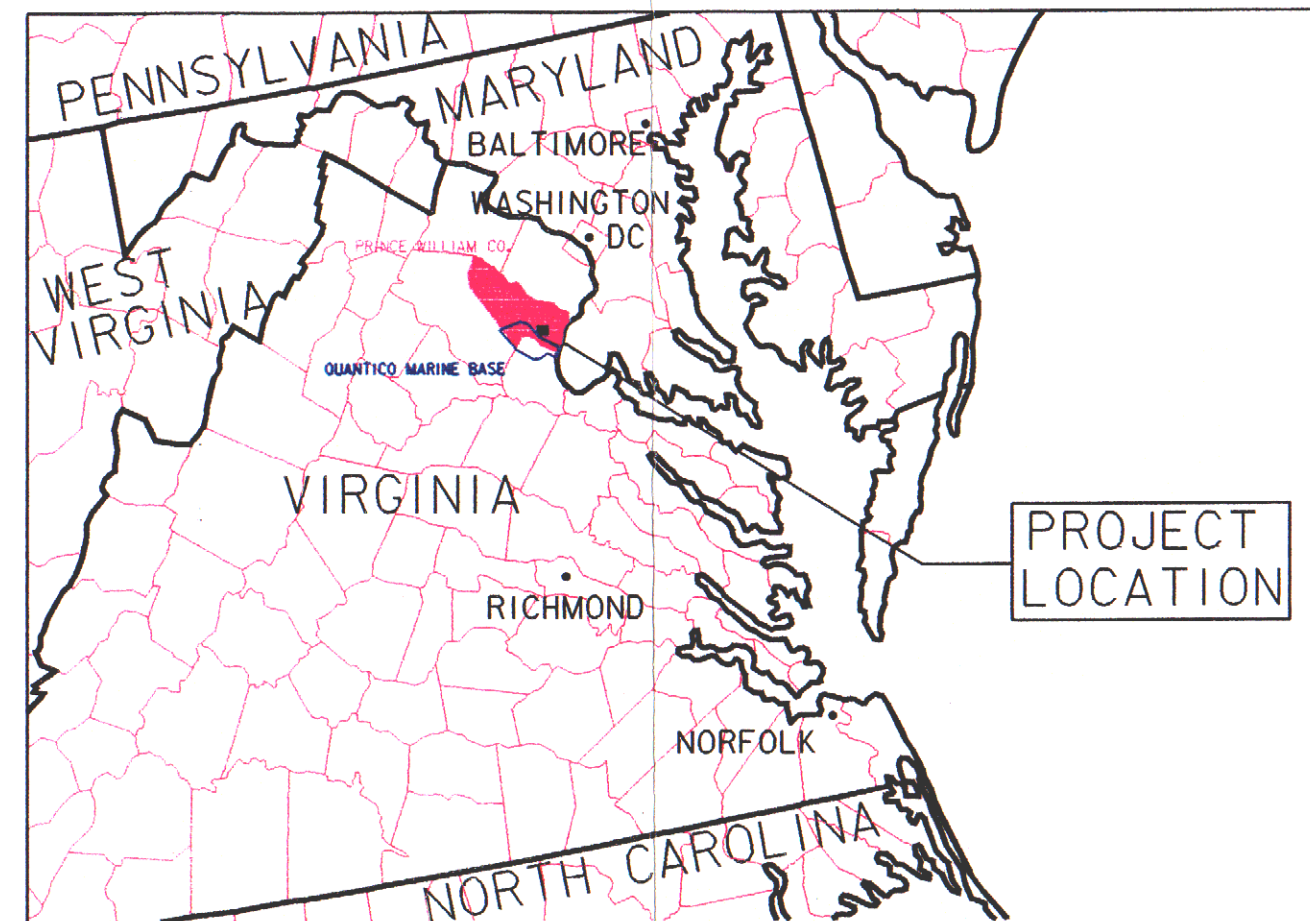 PENNSYLVANIA
MARYLAND
BALTIMORE
WASHINGTON
DC
PRINCE WILLIAM CO.
WEST
VIRGINIA
QUANTICO MARINE BASE
VIRGINIA
PROJECT
LOCATION
RICHMOND
NORFOLK
NORTH CAROLINA